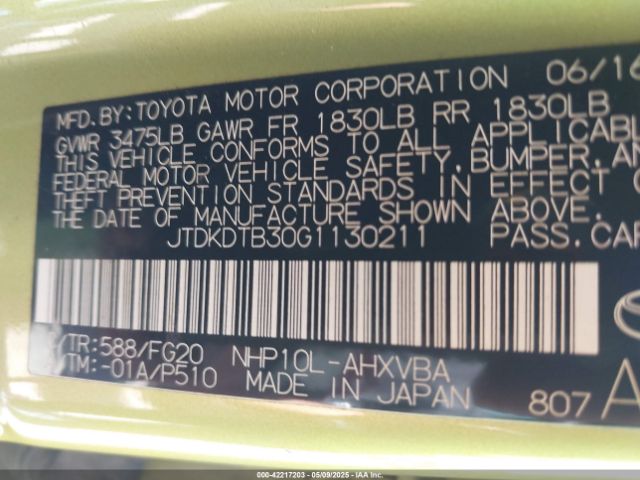 MFD.BY:TOYOTA MOTOR CORPORATION 06/16
GVWR 3475LB GAWR FR 1830LB RR 1830LB
THIS VEHICLE CONFORMS TO ALL APPLICABL
FEDERAL MOTOR VEHICLE SAFETY, BUMPER, AN
THEFT PREVENTION STANDARDS IN EFFECT O
THE DATE OF MANUFACTURE SHOWN ABOVE.
JTDKDTB30G1130211 PASS.CAR
/TR:588/FG20 NHP10L-AHXVBA
/TM:-01A/P510 MADE IN JAPAN 807 A
000-42217203 - 05/09/2025 - IAA Inc.